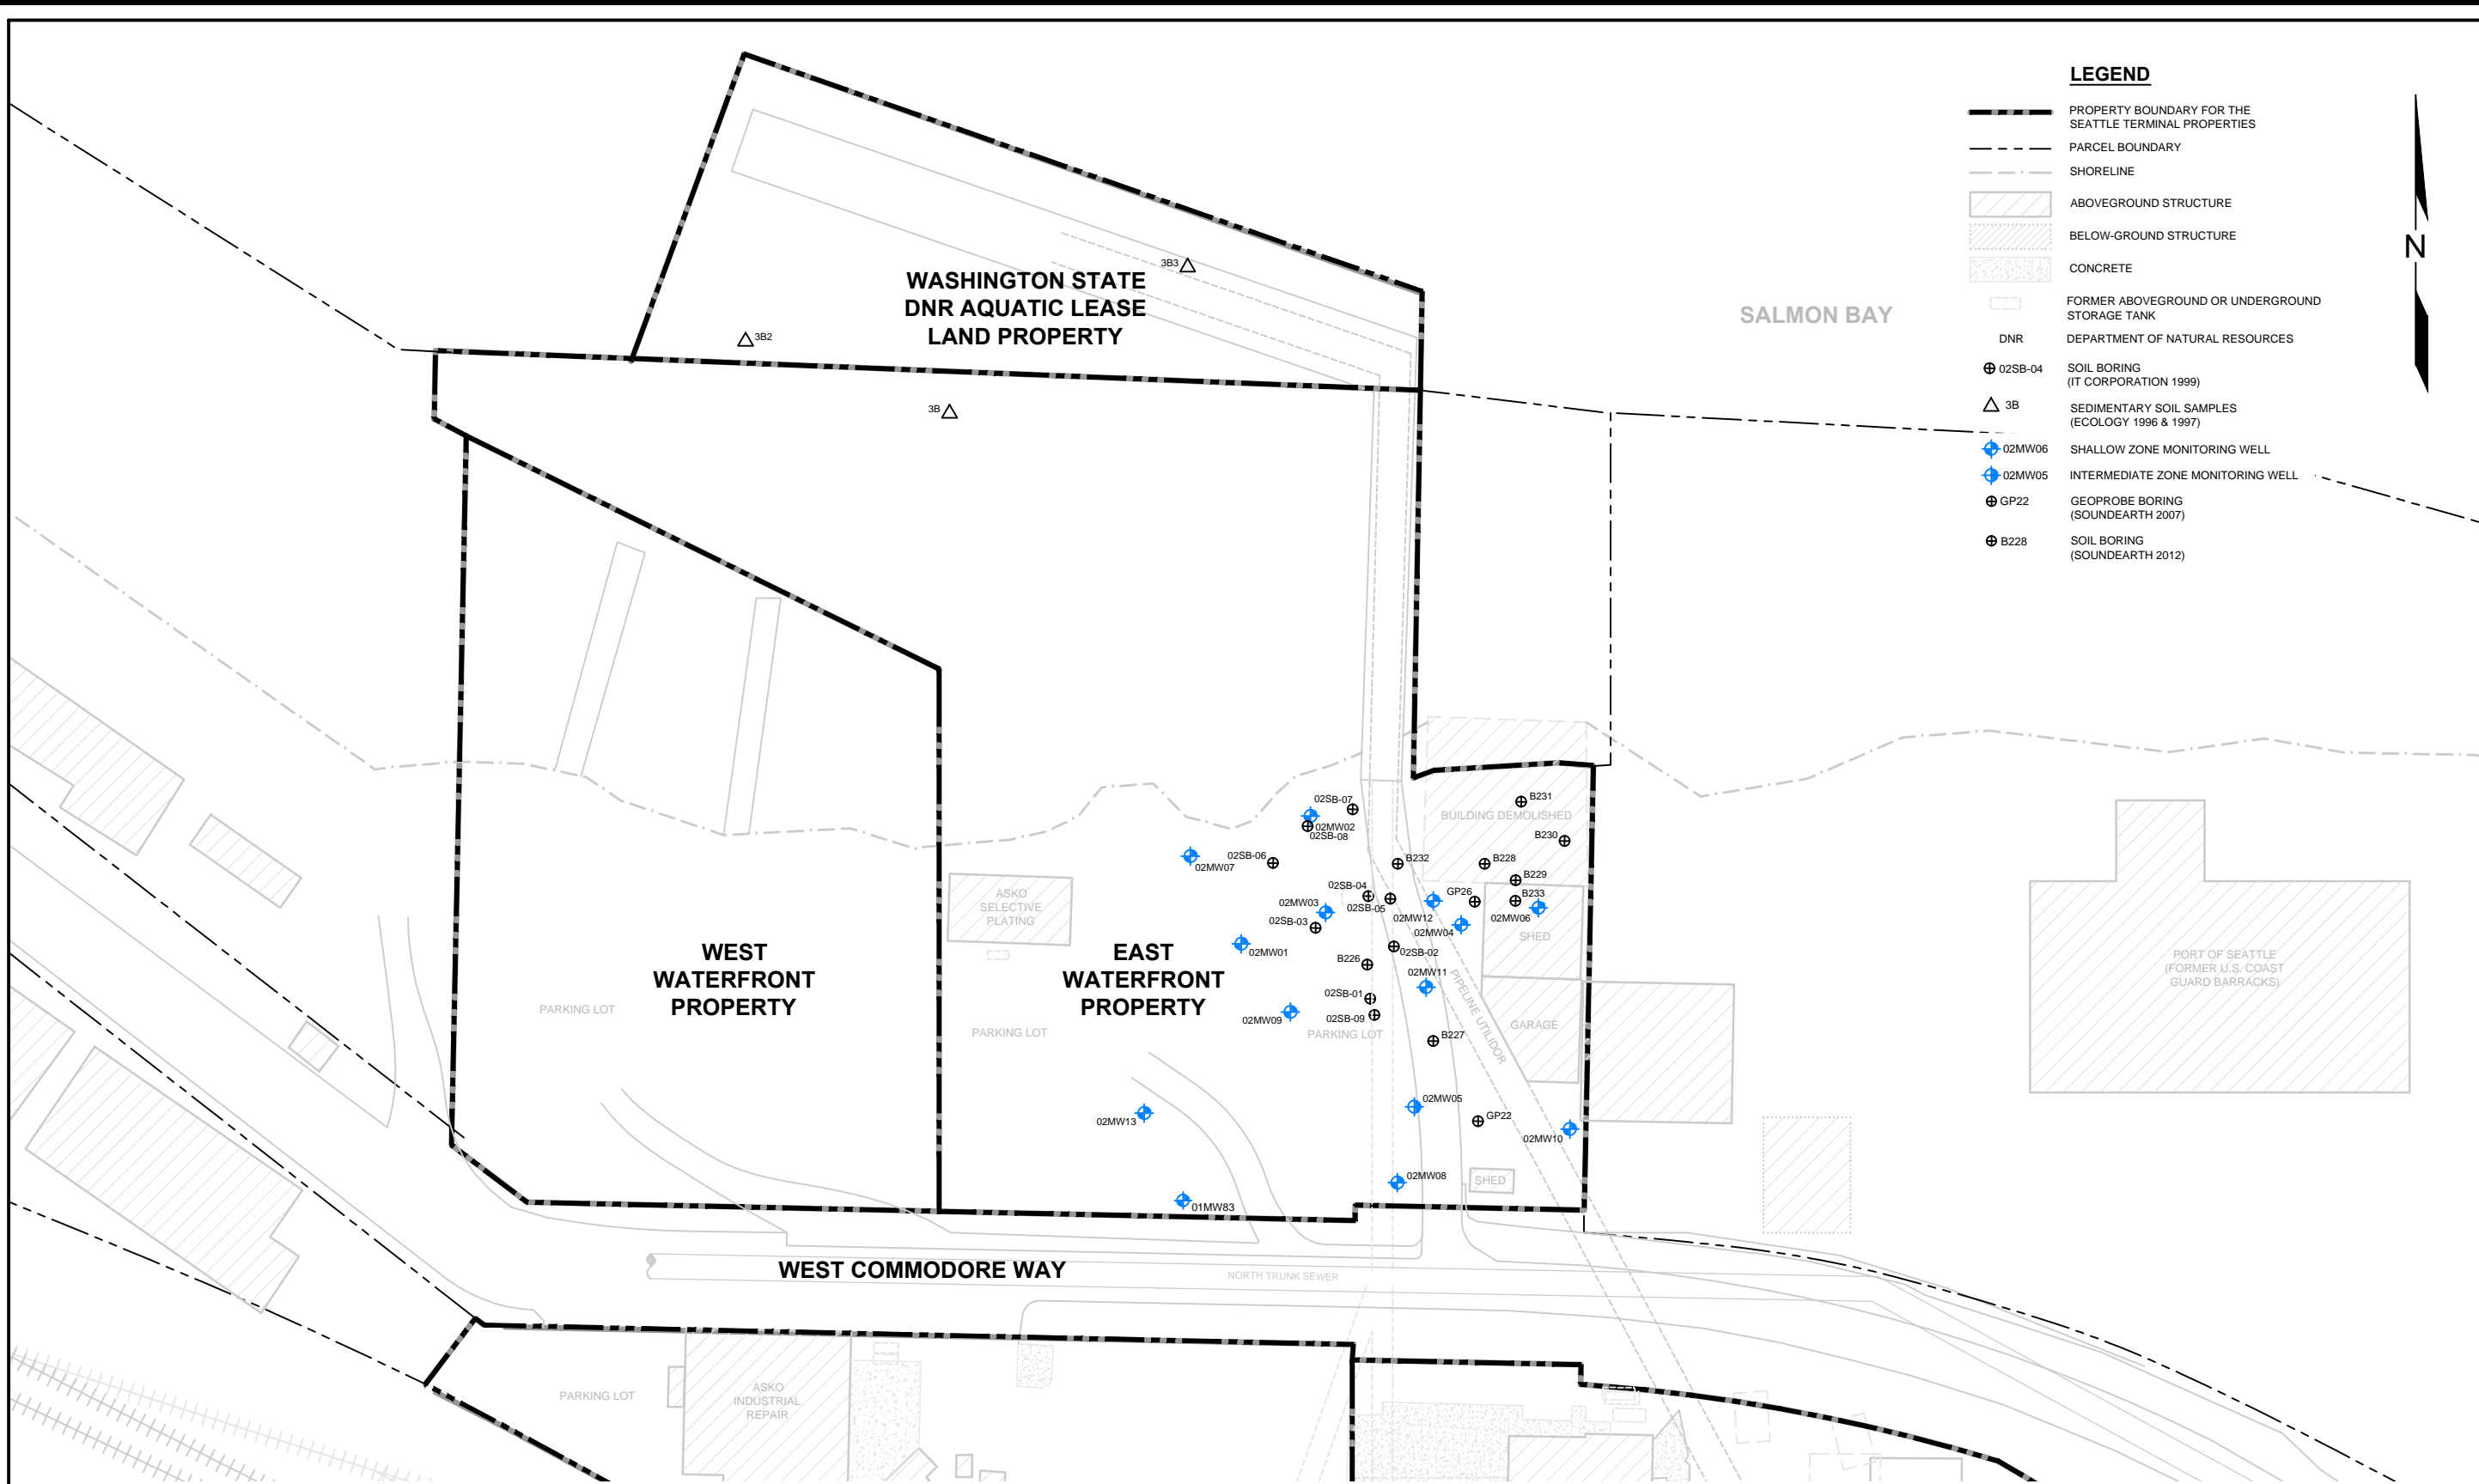 LEGEND
PROPERTY BOUNDARY FOR THE
SEATTLE TERMINAL PROPERTIES
PARCEL BOUNDARY
SHORELINE
ABOVEGROUND STRUCTURE
BELOW-GROUND STRUCTURE
CONCRETE
FORMER ABOVEGROUND OR UNDERGROUND
STORAGE TANK
DNR DEPARTMENT OF NATURAL RESOURCES
02SB-04 SOIL BORING
(IT CORPORATION 1999)
3B SEDIMENTARY SOIL SAMPLES
(ECOLOGY 1996 & 1997)
02MW06 SHALLOW ZONE MONITORING WELL
02MW05 INTERMEDIATE ZONE MONITORING WELL
GP22 GEOPROBE BORING
(SOUNDEARTH 2007)
B228 SOIL BORING
(SOUNDEARTH 2012)
N
SALMON BAY
WASHINGTON STATE
DNR AQUATIC LEASE
LAND PROPERTY
3B3
3B2
3B
02SB-07
02MW02
02SB-08
02MW07
02SB-06
B231
BUILDING DEMOLISHED
B230
B232
B228
B229
B233
02SB-04
02SB-05
GP26
02MW03
02SB-03
02MW12
02MW04
02MW06
SHED
02MW01
02SB-02
B226
02MW11
02SB-01
02SB-09
02MW09
PARKING LOT
B227
PIPELINE UTILIDOR
GARAGE
ASKO
SELECTIVE
PLATING
WEST
WATERFRONT
PROPERTY
EAST
WATERFRONT
PROPERTY
PARKING LOT
PARKING LOT
PORT OF SEATTLE
(FORMER U.S. COAST
GUARD BARRACKS)
02MW05
GP22
02MW10
02MW13
02MW08
SHED
01MW83
WEST COMMODORE WAY
NORTH TRUNK SEWER
PARKING LOT
ASKO
INDUSTRIAL
REPAIR